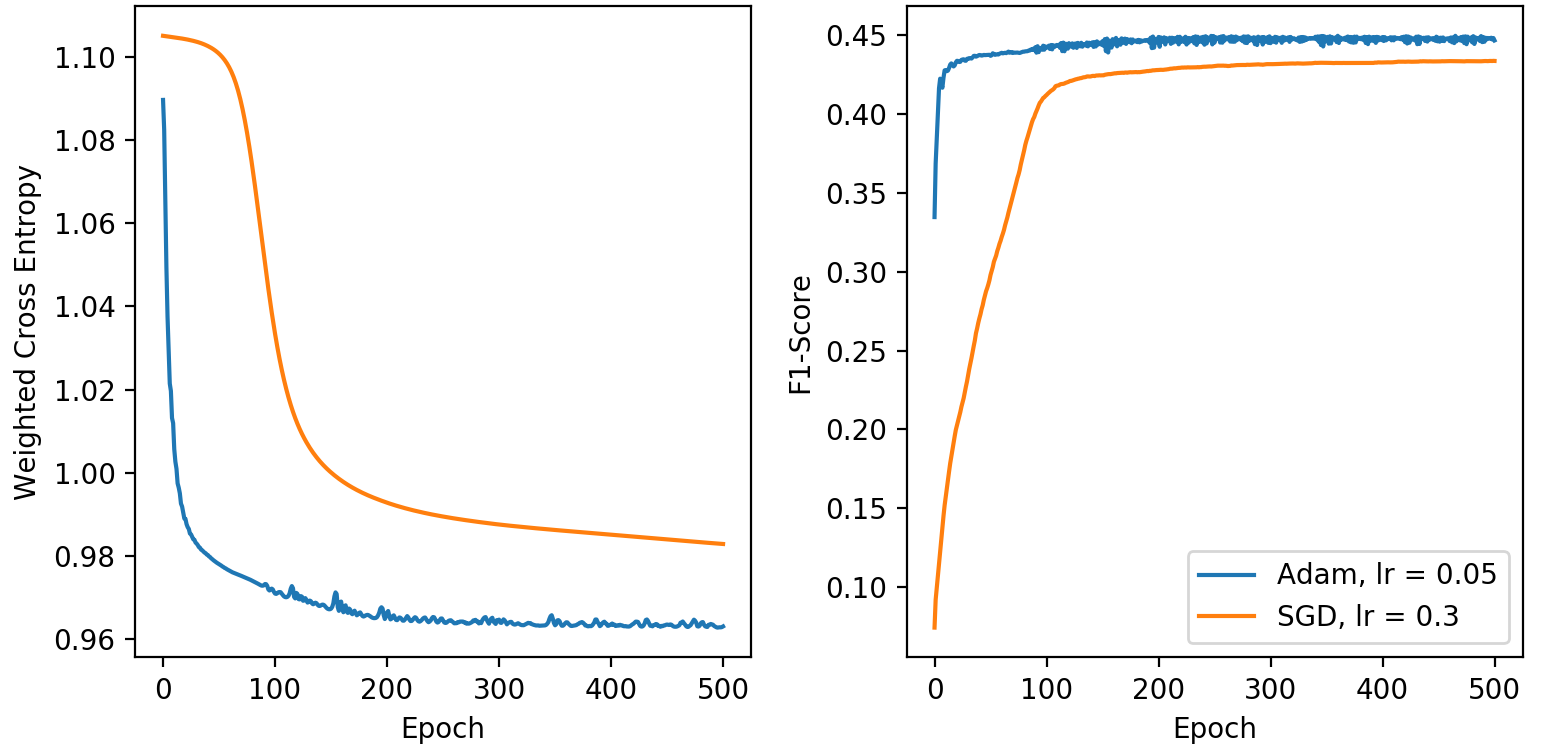 Weighted Cross Entropy
1.10
1.08
1.06
1.04
1.02
1.00
0.98
0.96
0 100 200 300 400 500
Epoch
F1-Score
0.45
0.40
0.35
0.30
0.25
0.20
0.15
0.10
0 100 200 300 400 500
Epoch
Adam, lr = 0.05
SGD, lr = 0.3